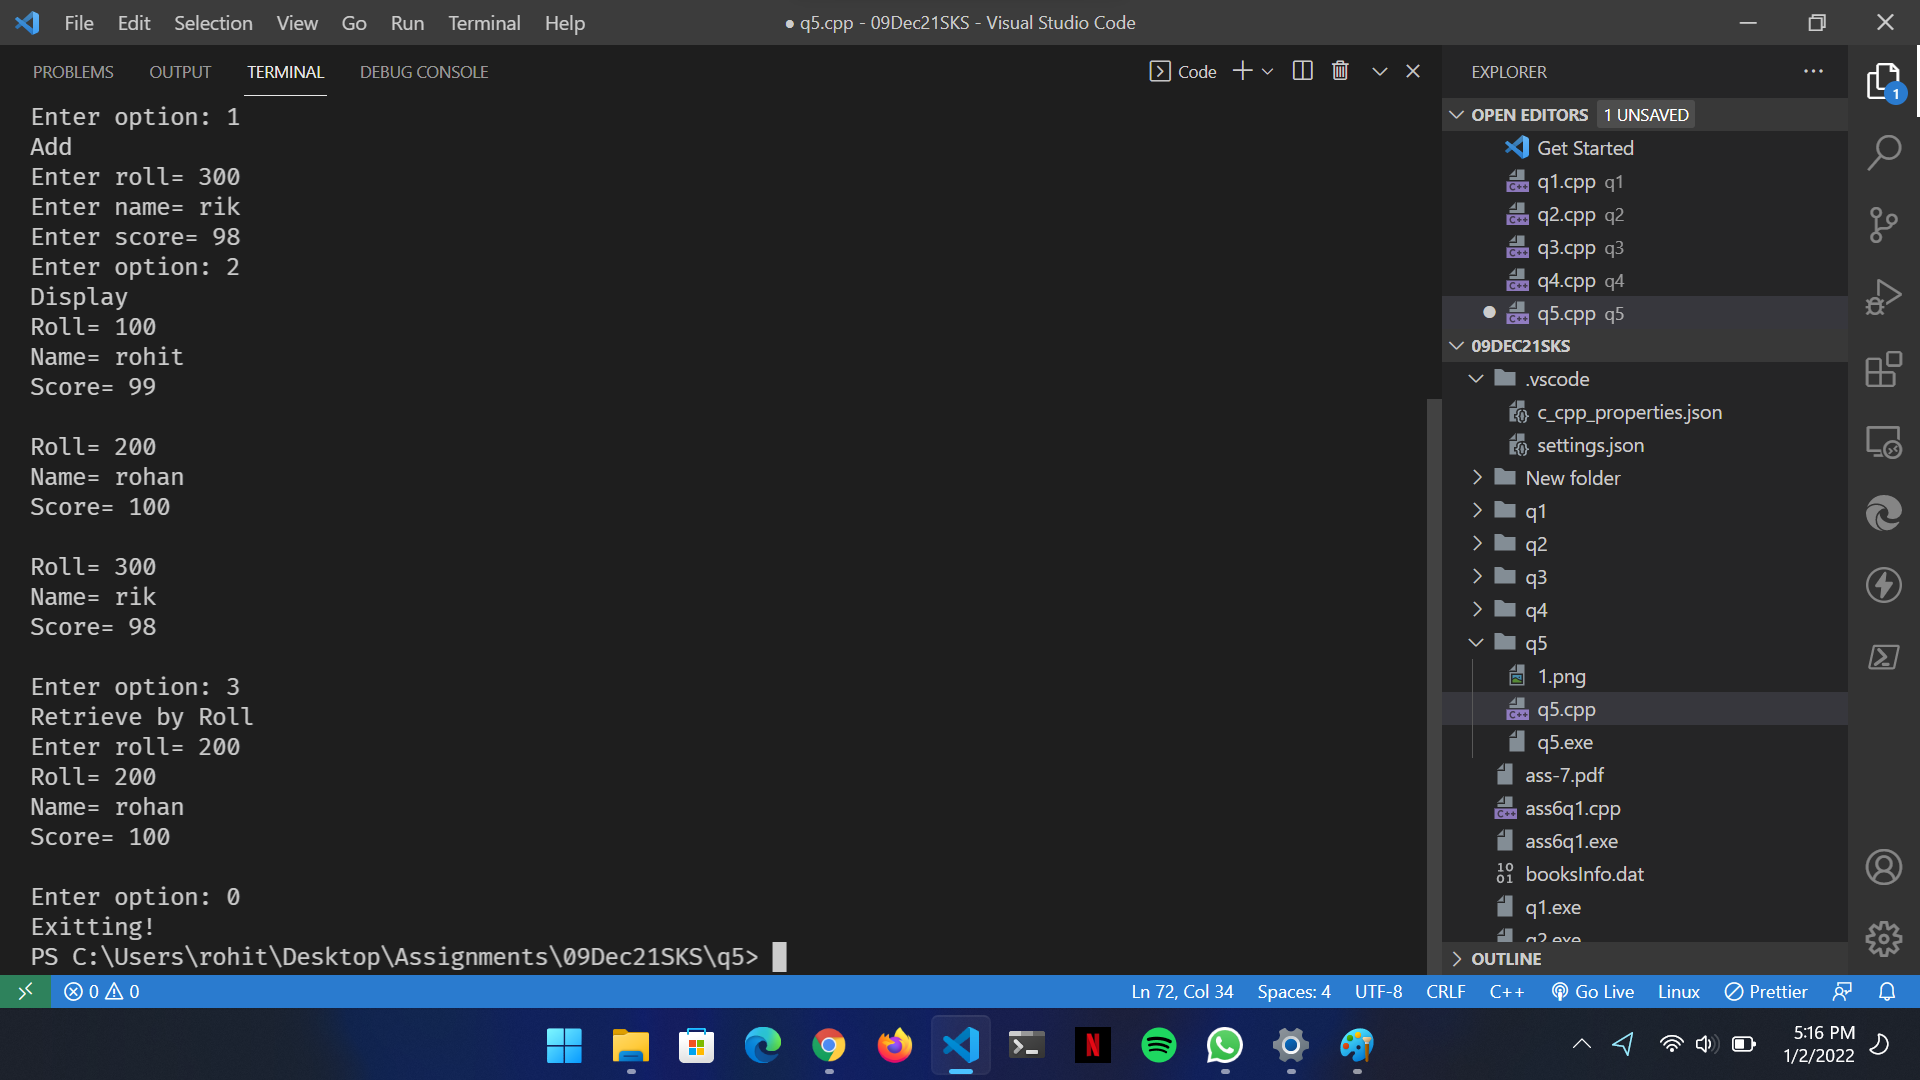 File Edit Selection View Go Run Terminal Help
● q5.cpp - 09Dec21SKS - Visual Studio Code
PROBLEMS OUTPUT TERMINAL DEBUG CONSOLE
Code
Enter option: 1
Add
Enter roll= 300
Enter name= rik
Enter score= 98
Enter option: 2
Display
Roll= 100
Name= rohit
Score= 99
Roll= 200
Name= rohan
Score= 100
Roll= 300
Name= rik
Score= 98
Enter option: 3
Retrieve by Roll
Enter roll= 200
Roll= 200
Name= rohan
Score= 100
Enter option: 0
Exitting!
PS C:\Users\rohit\Desktop\Assignments\09Dec21SKS\q5>
EXPLORER
OPEN EDITORS 1 UNSAVED
Get Started
q1.cpp q1
q2.cpp q2
q3.cpp q3
q4.cpp q4
q5.cpp q5
09DEC21SKS
.vscode
c_cpp_properties.json
settings.json
New folder
q1
q2
q3
q4
q5
1.png
q5.cpp
q5.exe
ass-7.pdf
ass6q1.cpp
ass6q1.exe
booksInfo.dat
q1.exe
q2.exe
OUTLINE
1
0 0
Ln 72, Col 34 Spaces: 4 UTF-8 CRLF C++ Go Live Linux Prettier
5:16 PM
1/2/2022